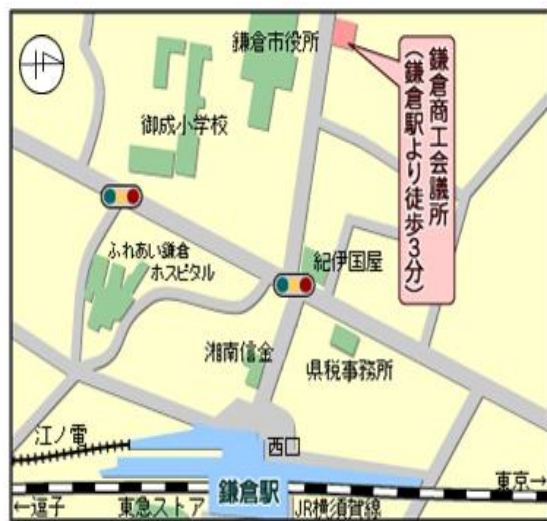 鎌倉市役所
御成小学校
鎌倉商工会議所
(鎌倉駅より徒歩3分)
ふれあい鎌倉
ホスピタル
紀伊国屋
湘南信金
県税事務所
江ノ電
西口
鎌倉駅
東京→
←逗子
東急ストア
JR横須賀線